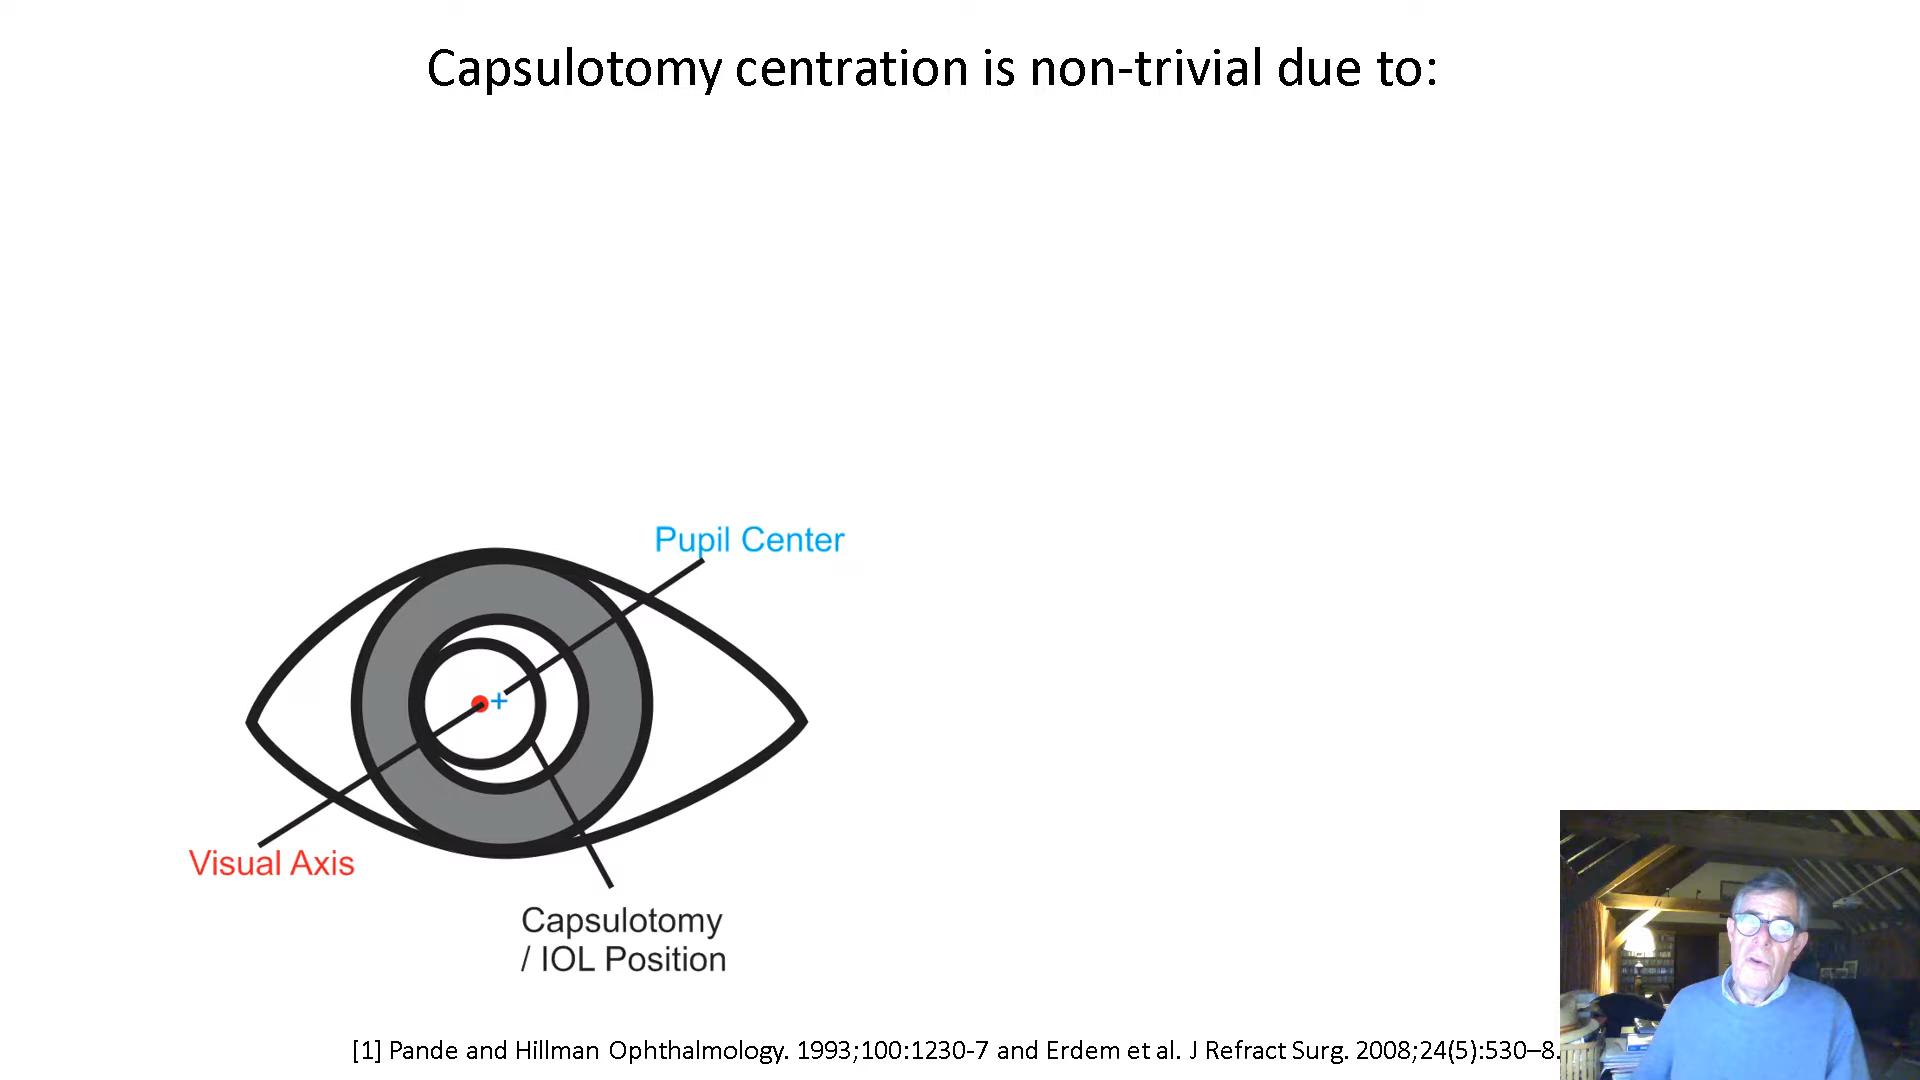 Capsulotomy centration is non-trivial due to:
Pupil Center
+
Visual Axis
Capsulotomy
/ IOL Position
[1] Pande and Hillman Ophthalmology. 1993;100:1230-7 and Erdem et al. J Refract Surg. 2008;24(5):530–8.